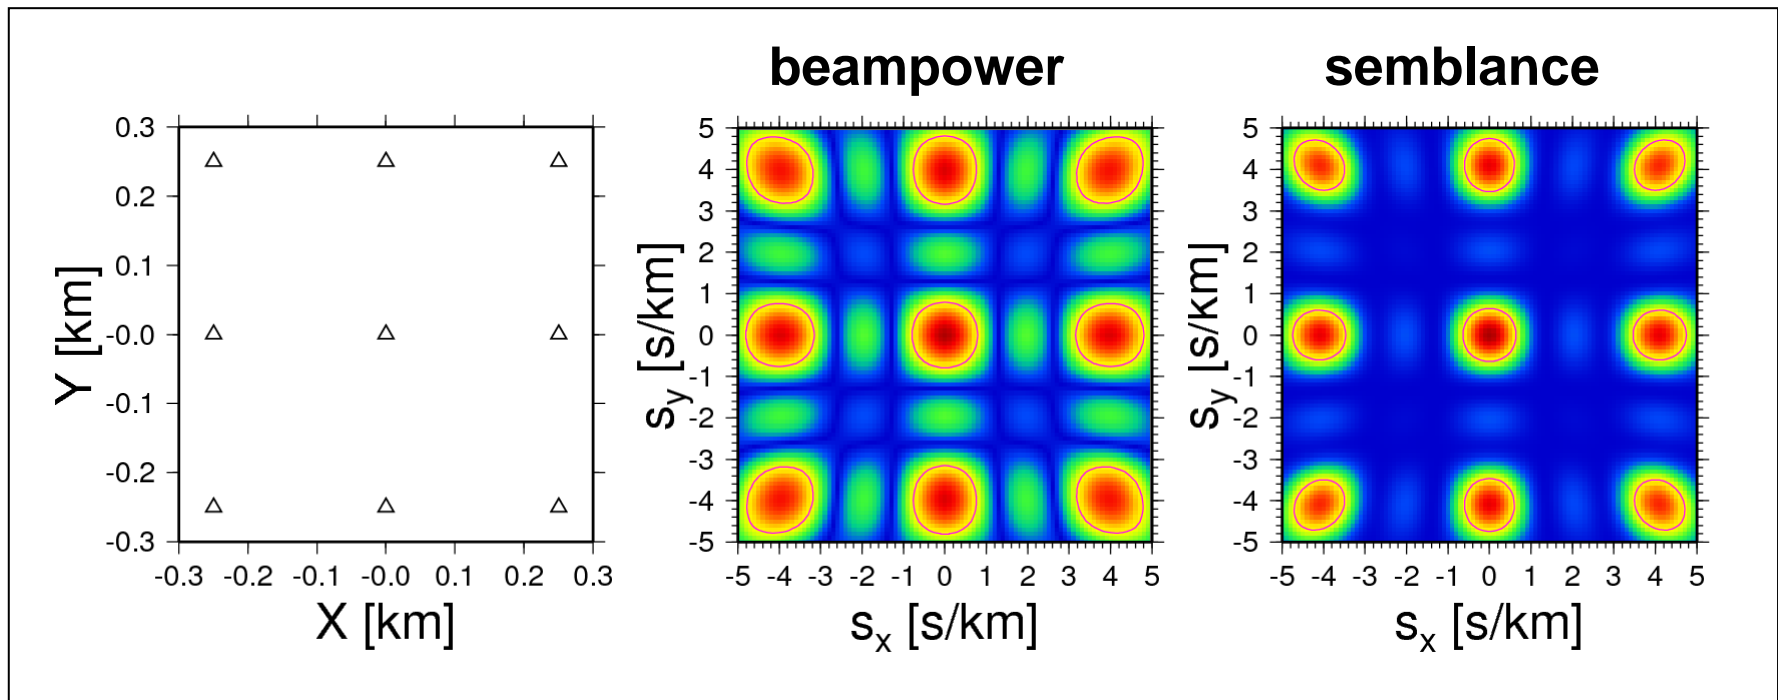 beampower
semblance
0.3
0.2
0.1
-0.0
-0.1
-0.2
-0.3
Y [km]
-0.3 -0.2 -0.1 -0.0 0.1 0.2 0.3
X [km]
5
4
3
2
1
0
-1
-2
-3
-4
-5
sy [s/km]
-5 -4 -3 -2 -1 0 1 2 3 4 5
sx [s/km]
5
4
3
2
1
0
-1
-2
-3
-4
-5
sy [s/km]
-5 -4 -3 -2 -1 0 1 2 3 4 5
sx [s/km]